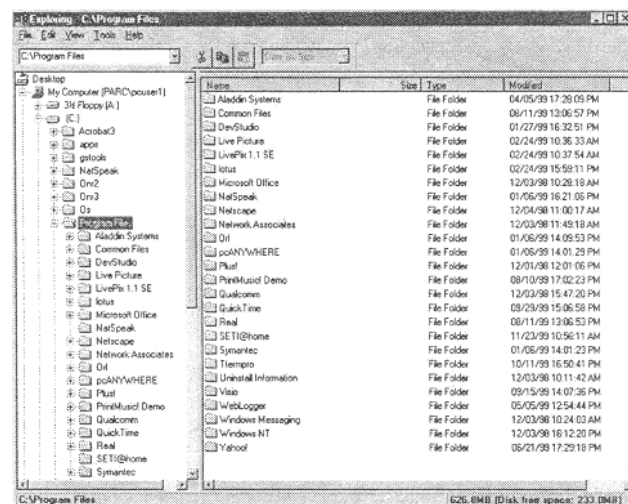 Exploring - C:\Program Files
File Edit View Tools Help
C:\Program Files
Desktop
My Computer (PARC\pcuser1)
3½ Floppy (A:)
(C:)
Acrobat3
apps
gstools
NatSpeak
Onr2
Onr3
Os
Program Files
Aladdin Systems
Common Files
DevStudio
Live Picture
LivePix 1.1 SE
lotus
Microsoft Office
NatSpeak
Netscape
Network Associates
Orl
pcANYWHERE
Plus!
PrintMusic! Demo
Qualcomm
QuickTime
Real
SETI@home
Symantec
Name Size Type Modified
Aladdin Systems File Folder 04/05/99 17:28:09 PM
Common Files File Folder 08/11/99 13:06:57 PM
DevStudio File Folder 01/27/99 16:32:51 PM
Live Picture File Folder 02/24/99 10:36:33 AM
LivePix 1.1 SE File Folder 02/24/99 10:37:54 AM
lotus File Folder 02/24/99 15:59:11 PM
Microsoft Office File Folder 12/03/98 10:28:18 AM
NatSpeak File Folder 01/06/99 16:21:06 PM
Netscape File Folder 12/04/98 11:00:17 AM
Network Associates File Folder 12/03/98 11:49:18 AM
Orl File Folder 01/06/99 14:09:53 PM
pcANYWHERE File Folder 01/06/99 14:01:29 PM
Plus! File Folder 12/01/98 12:01:06 PM
PrintMusic! Demo File Folder 08/10/99 17:02:23 PM
Qualcomm File Folder 12/03/98 15:47:20 PM
QuickTime File Folder 09/29/99 15:06:58 PM
Real File Folder 08/11/99 13:06:53 PM
SETI@home File Folder 11/23/99 10:56:11 AM
Symantec File Folder 01/06/99 14:01:23 PM
Ttempro File Folder 10/11/99 16:50:41 PM
Uninstall Information File Folder 12/03/98 10:11:42 AM
Visio File Folder 09/15/99 14:07:36 PM
WebLogger File Folder 05/05/99 12:54:44 PM
Windows Messaging File Folder 12/03/98 10:24:03 AM
Windows NT File Folder 12/03/98 16:12:20 PM
Yahoo! File Folder 06/21/99 17:29:18 PM
C:\Program Files 626.8MB (Disk free space: 233.0MB)